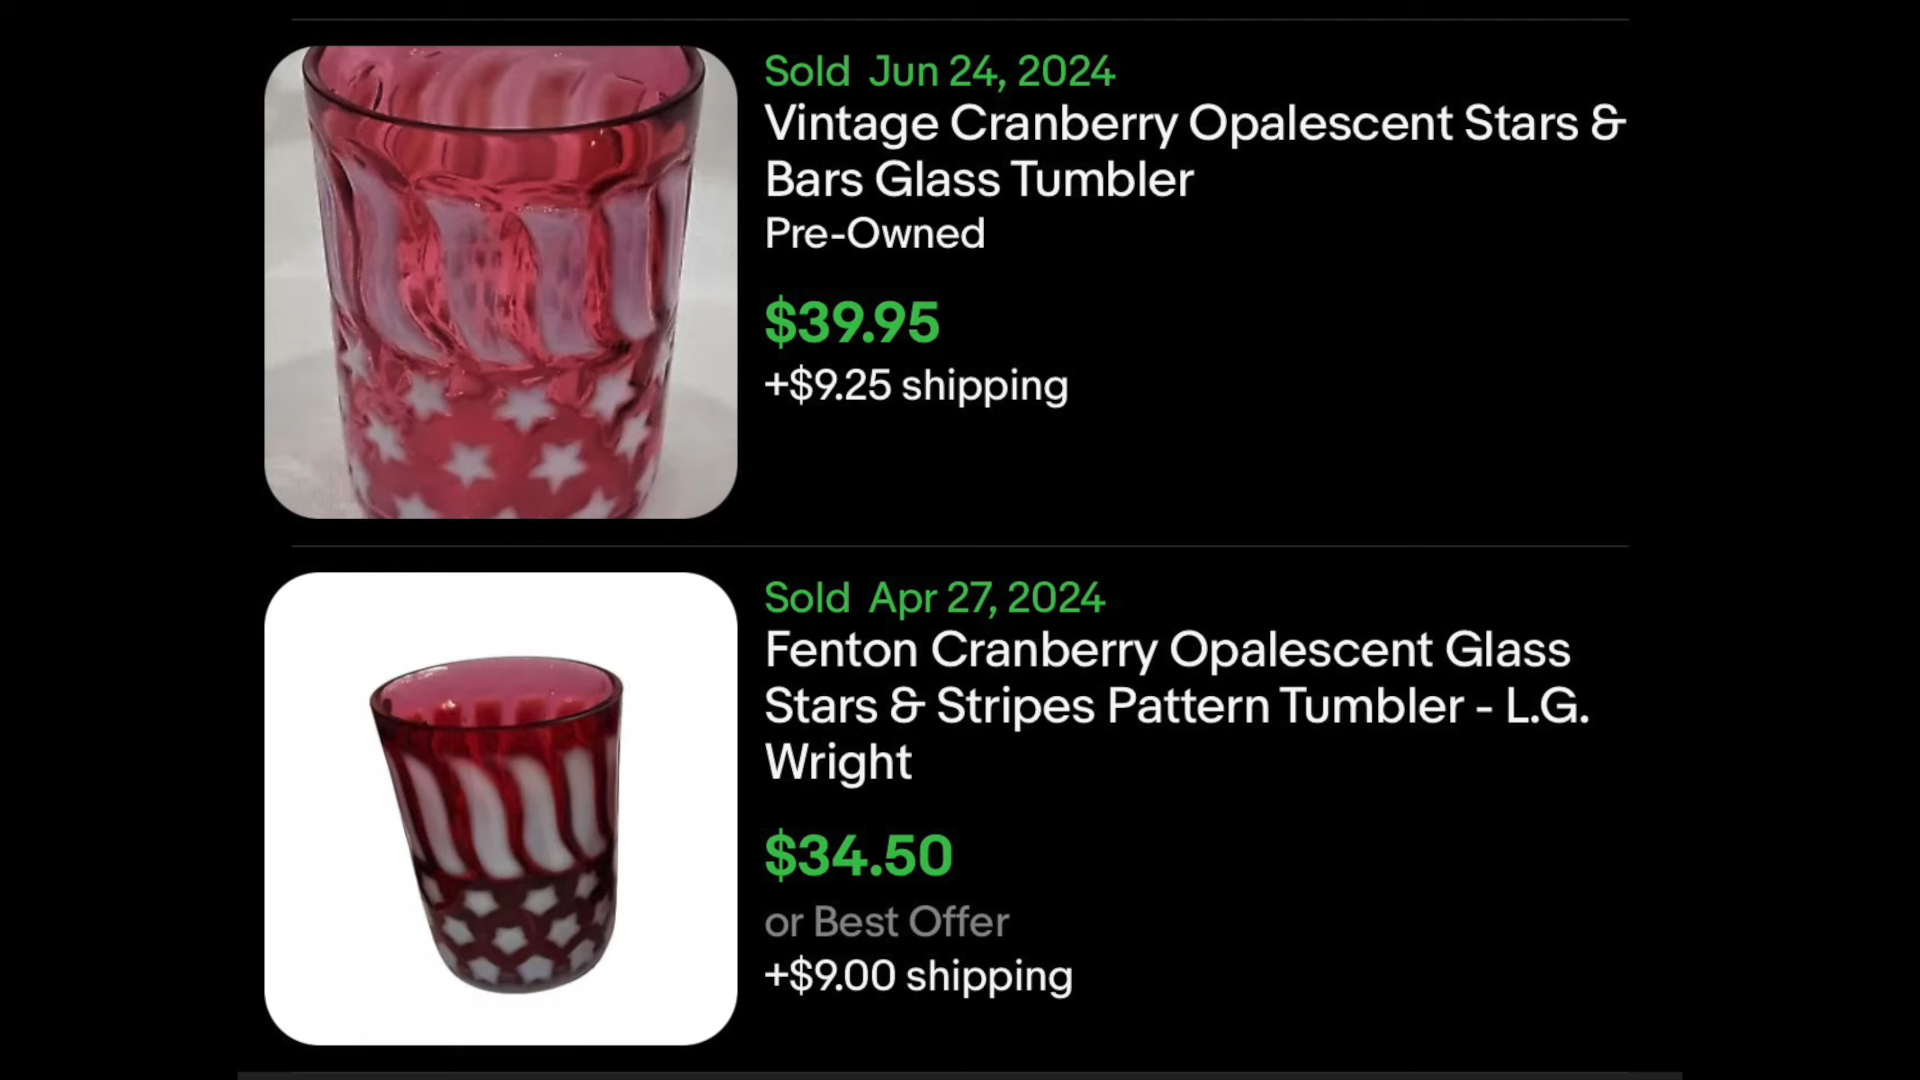 Sold Jun 24, 2024
Vintage Cranberry Opalescent Stars &
Bars Glass Tumbler
Pre-Owned
$39.95
+$9.25 shipping
Sold Apr 27, 2024
Fenton Cranberry Opalescent Glass
Stars & Stripes Pattern Tumbler - L.G.
Wright
$34.50
or Best Offer
+$9.00 shipping